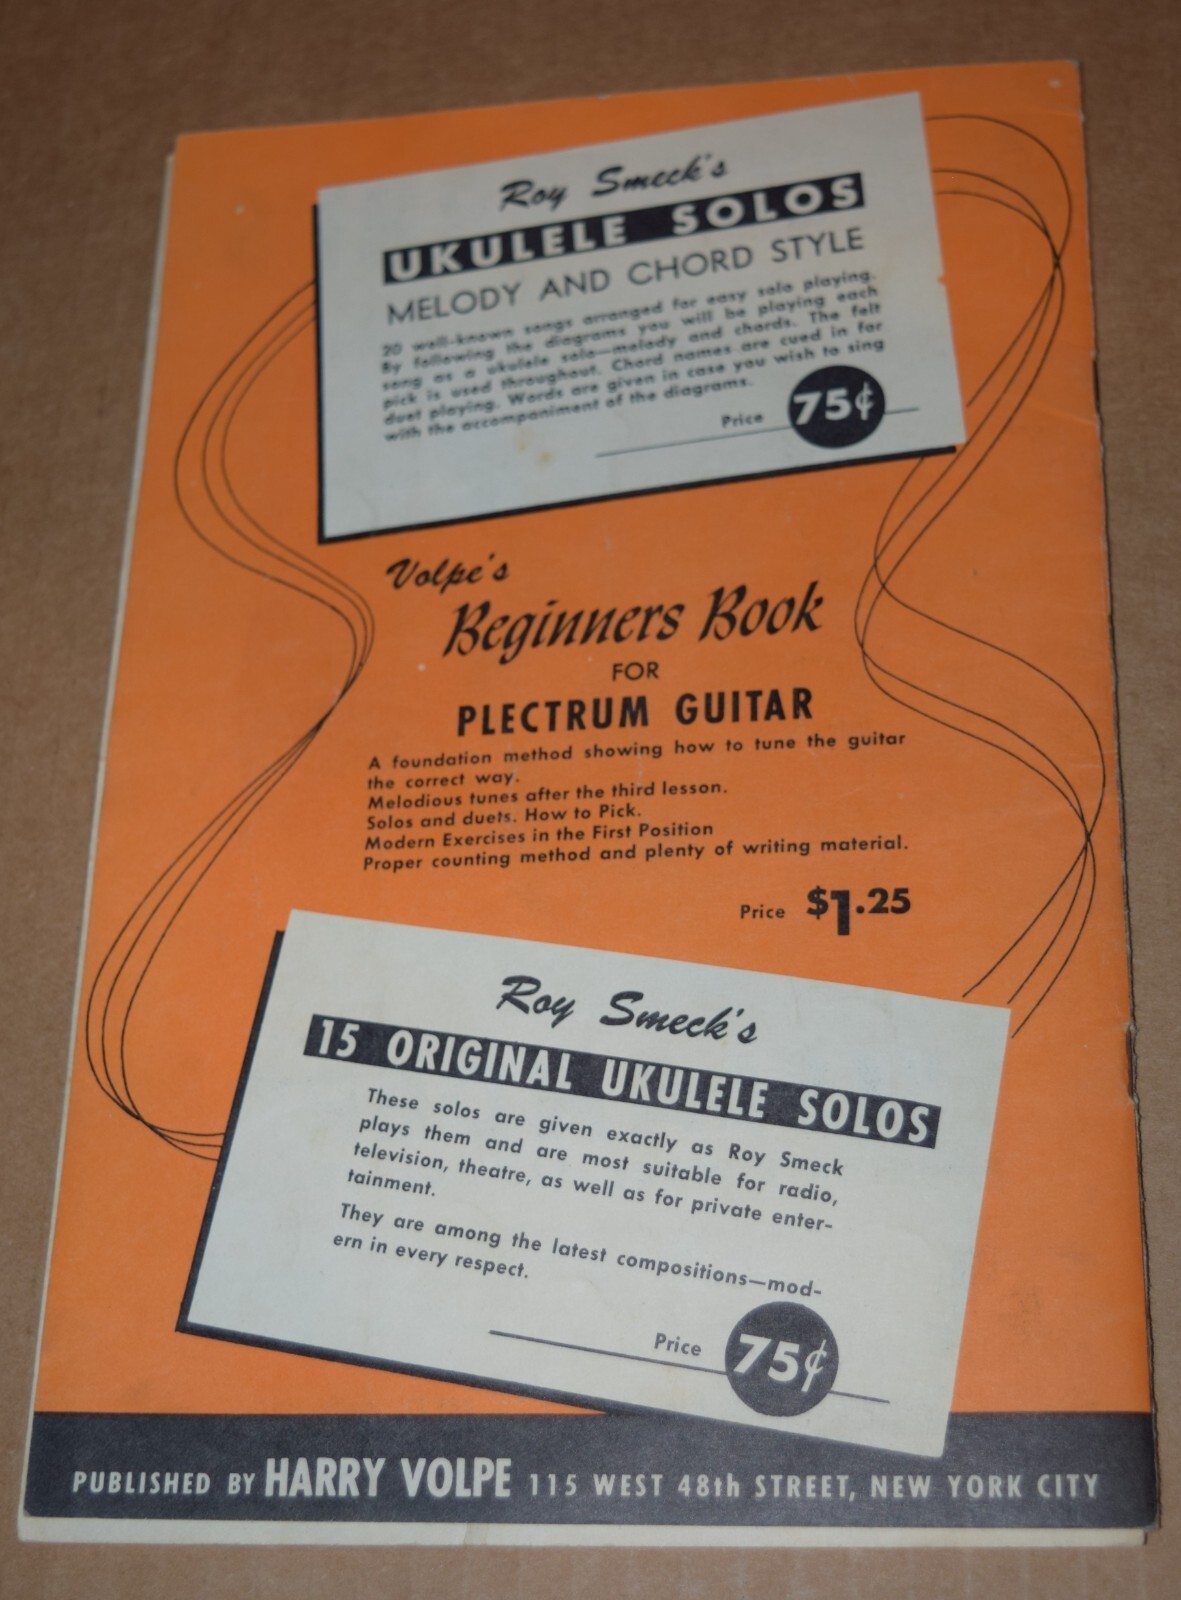 Roy Smeck's
UKULELE SOLOS
MELODY AND CHORD STYLE
20 well-known songs arranged for easy solo playing.
By following the diagrams you will be playing each
song as a ukulele solo—melody and chords. The felt
pick is used throughout. Chord names are cued in for
duet playing. Words are given in case you wish to sing
with the accompaniment of the diagrams.
Price 75¢
Volpe's
Beginners Book
FOR
PLECTRUM GUITAR
A foundation method showing how to tune the guitar
the correct way.
Melodious tunes after the third lesson.
Solos and duets. How to Pick.
Modern Exercises in the First Position
Proper counting method and plenty of writing material.
Price $1.25
Roy Smeck's
15 ORIGINAL UKULELE SOLOS
These solos are given exactly as Roy Smeck
plays them and are most suitable for radio,
television, theatre, as well as for private enter-
tainment.
They are among the latest compositions—mod-
ern in every respect.
Price 75¢
PUBLISHED BY HARRY VOLPE 115 WEST 48th STREET, NEW YORK CITY